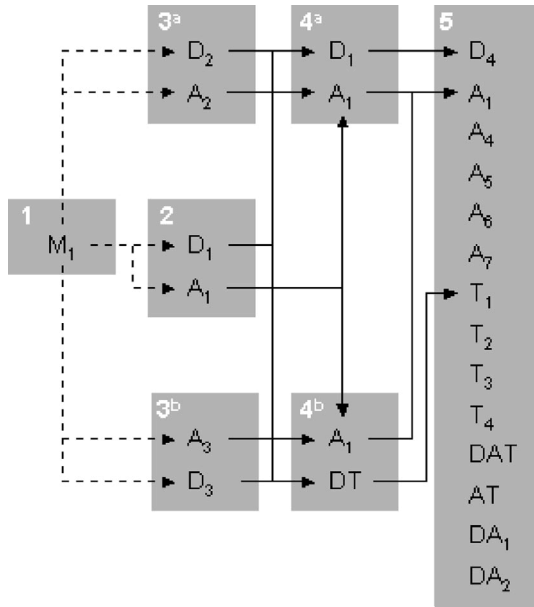 3ᵃ
D₂
A₂
4ᵃ
D₁
A₁
1
M₁
2
D₁
A₁
3ᵇ
A₃
D₃
4ᵇ
A₁
DT
5
D₄
A₁
A₄
A₅
A₆
A₇
T₁
T₂
T₃
T₄
DAT
AT
DA₁
DA₂